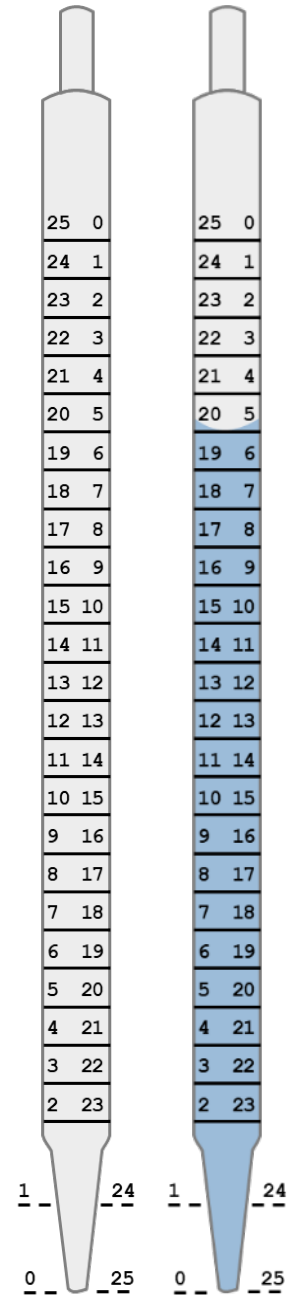 25 0 25 0
24 1 24 1
23 2 23 2
22 3 22 3
21 4 21 4
20 5 20 5
19 6 19 6
18 7 18 7
17 8 17 8
16 9 16 9
15 10 15 10
14 11 14 11
13 12 13 12
12 13 12 13
11 14 11 14
10 15 10 15
9 16 9 16
8 17 8 17
7 18 7 18
6 19 6 19
5 20 5 20
4 21 4 21
3 22 3 22
2 23 2 23
1 24 1 24
0 25 0 25